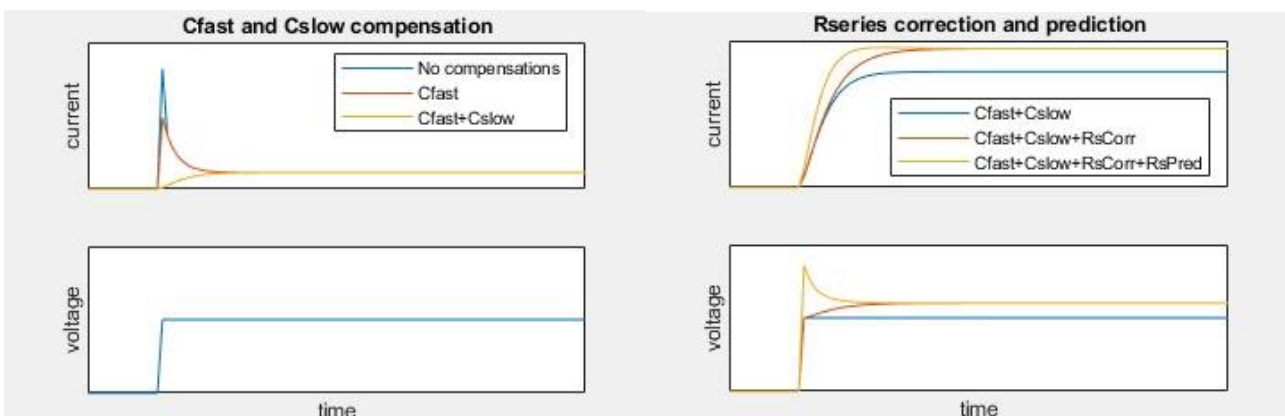 Cfast and Cslow compensation
current
No compensations
Cfast
Cfast+Cslow
voltage
time
Rseries correction and prediction
current
Cfast+Cslow
Cfast+Cslow+RsCorr
Cfast+Cslow+RsCorr+RsPred
voltage
time